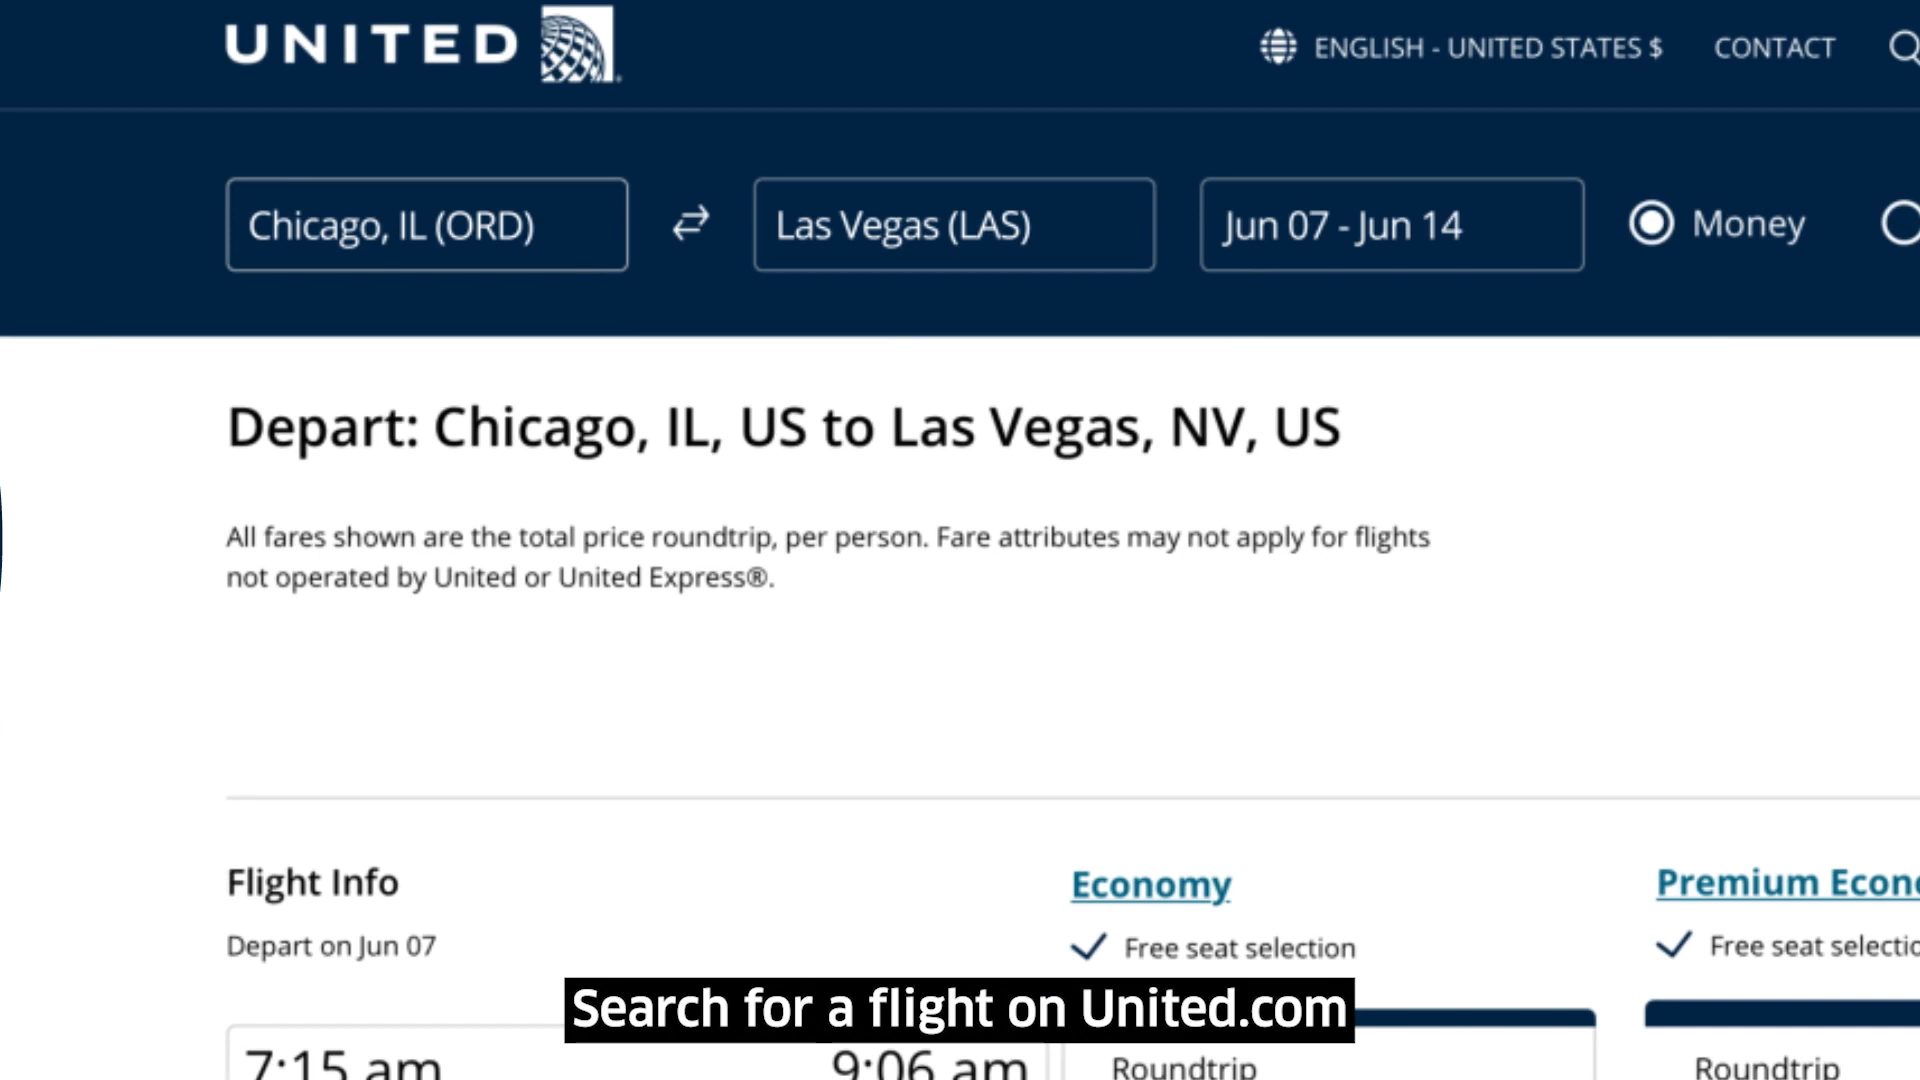 UNITED
ENGLISH - UNITED STATES $
CONTACT
Chicago, IL (ORD)
Las Vegas (LAS)
Jun 07 - Jun 14
Money
Depart: Chicago, IL, US to Las Vegas, NV, US
All fares shown are the total price roundtrip, per person. Fare attributes may not apply for flights
not operated by United or United Express®.
Flight Info
Economy
Premium Econo
Depart on Jun 07
Free seat selection
Free seat selectio
Search for a flight on United.com
7:15 am
9:06 am
Roundtrip
Roundtrip